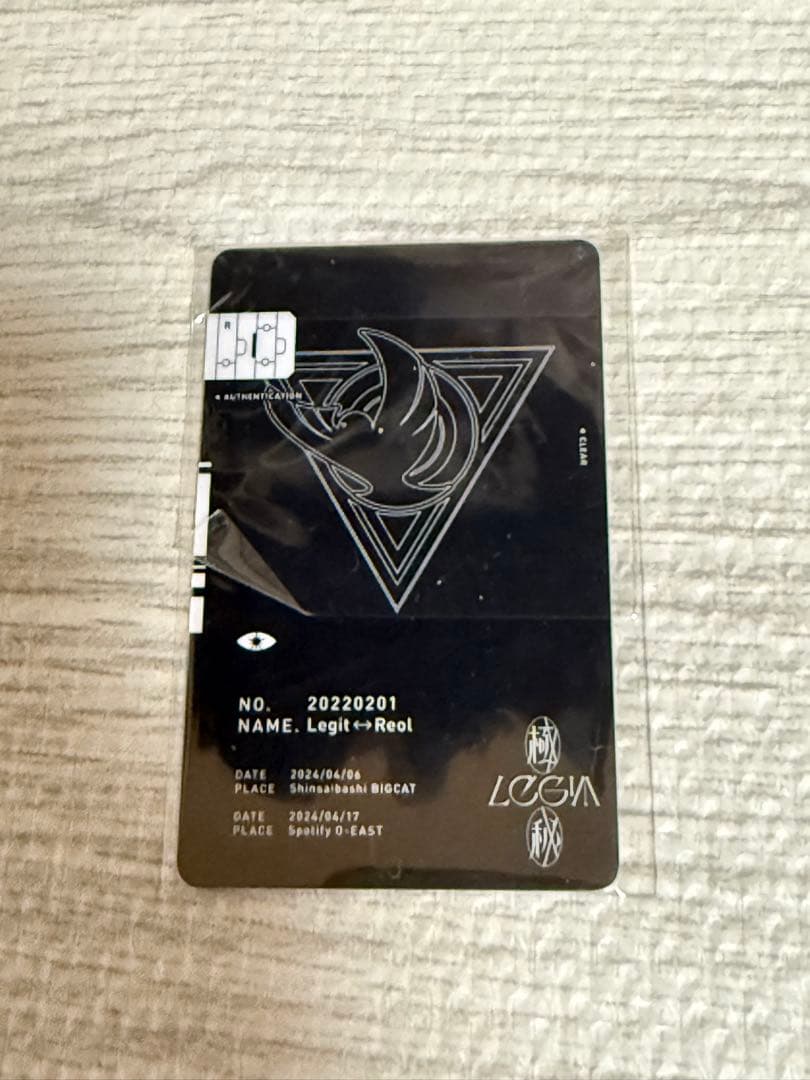 R
AUTHENTICATION
CLEAR
NO. 20220201
NAME. Legit↔Reol
DATE 2024/04/06
PLACE Shinsaibashi BIGCAT
DATE 2024/04/17
PLACE Spotify O-EAST
極
LEGIA
秘